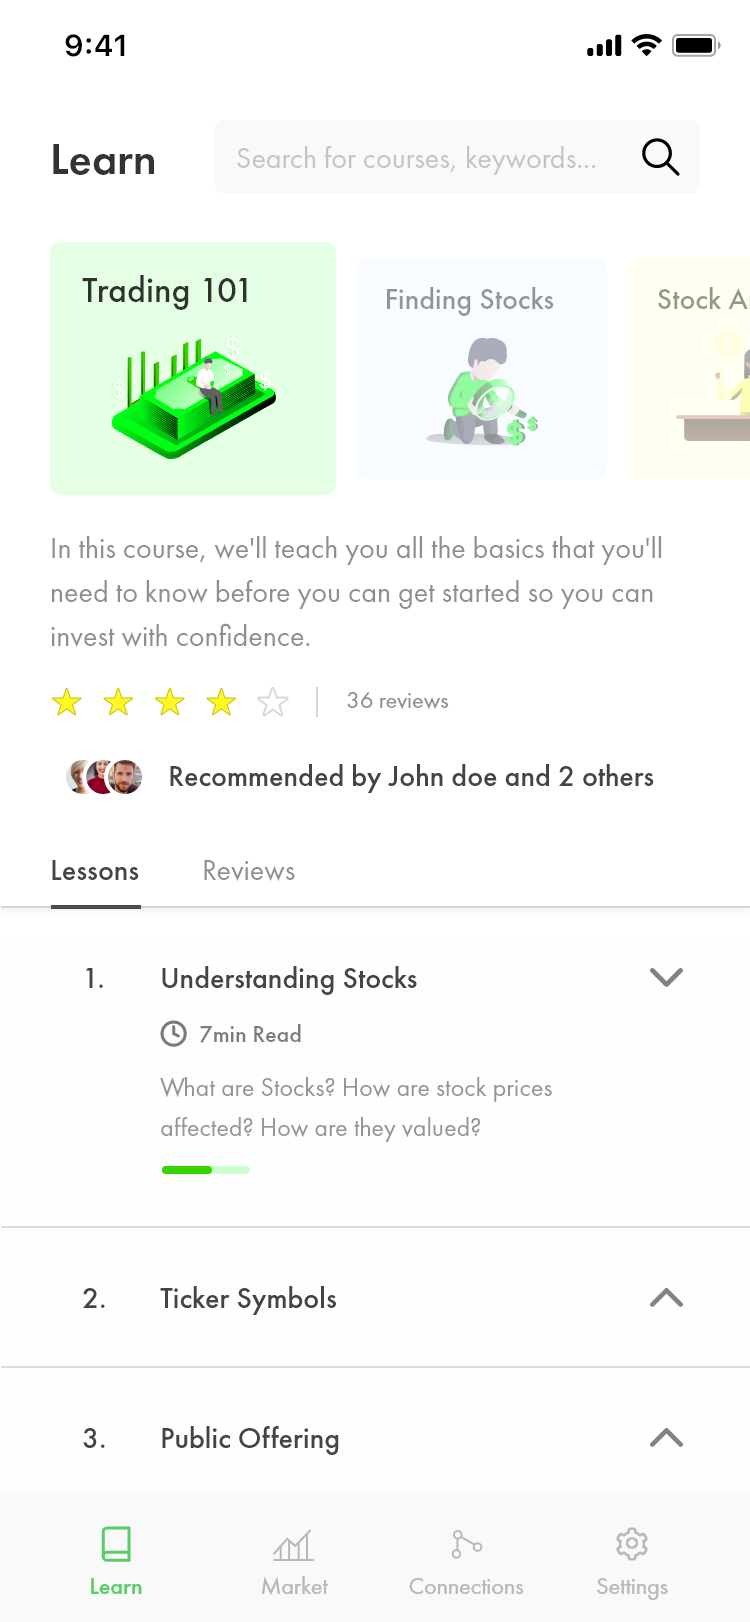 9:41
Learn
Search for courses, keywords...
Trading 101
Finding Stocks
Stock A
In this course, we'll teach you all the basics that you'll
need to know before you can get started so you can
invest with confidence.
36 reviews
Recommended by John doe and 2 others
Lessons
Reviews
1.
Understanding Stocks
7min Read
What are Stocks? How are stock prices
affected? How are they valued?
2.
Ticker Symbols
3.
Public Offering
Learn
Market
Connections
Settings